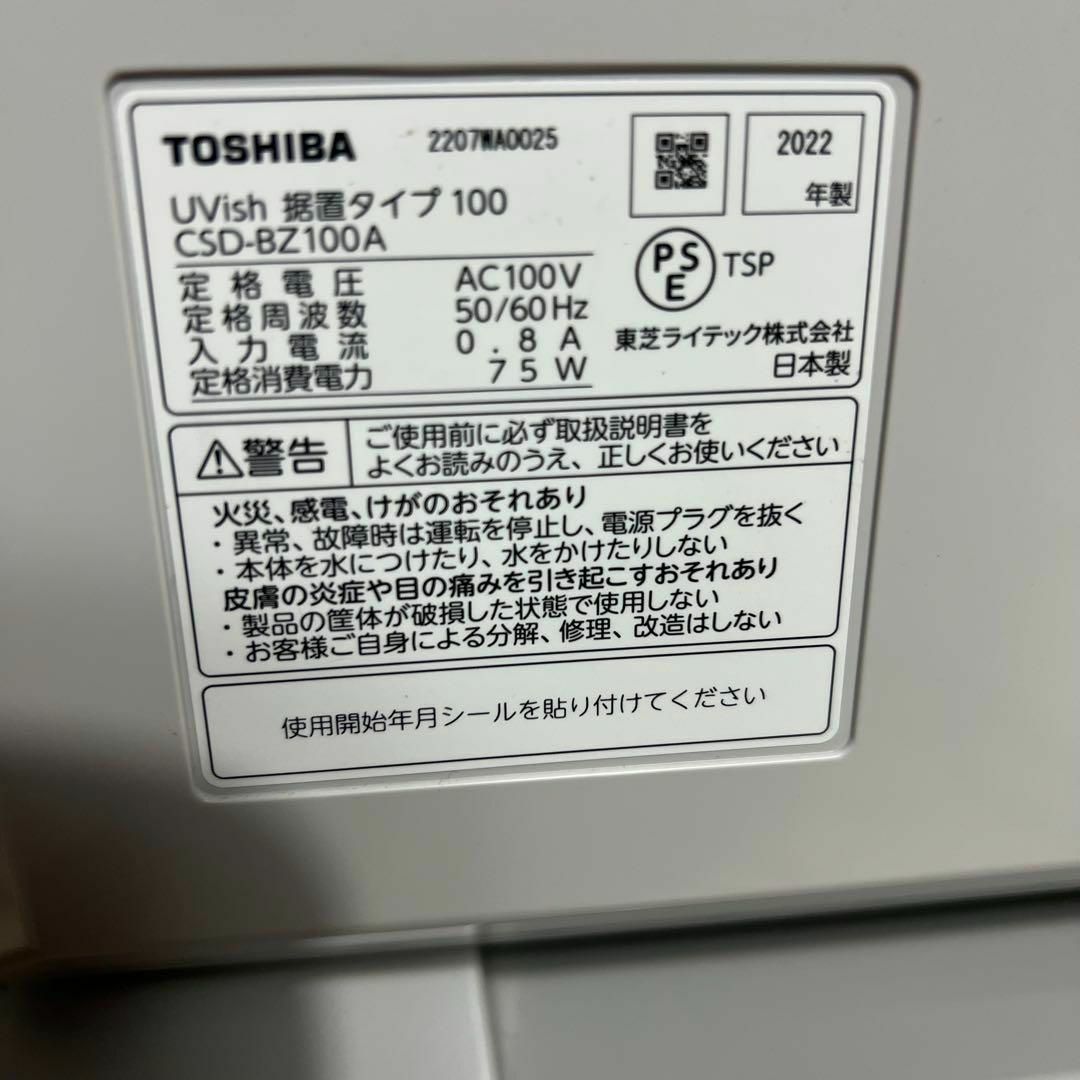 TOSHIBA 2207WA0025
2022
年製
UVish 据置タイプ 100
CSD-BZ100A
定格電圧 AC100V
定格周波数 50/60Hz
入力電流 0.8A
定格消費電力 75W
PSE TSP
東芝ライテック株式会社
日本製
⚠警告
ご使用前に必ず取扱説明書を
よくお読みのうえ、正しくお使いください
火災、感電、けがのおそれあり
・異常、故障時は運転を停止し、電源プラグを抜く
・本体を水につけたり、水をかけたりしない
皮膚の炎症や目の痛みを引き起こすおそれあり
・製品の筐体が破損した状態で使用しない
・お客様ご自身による分解、修理、改造はしない
使用開始年月シールを貼り付けてください